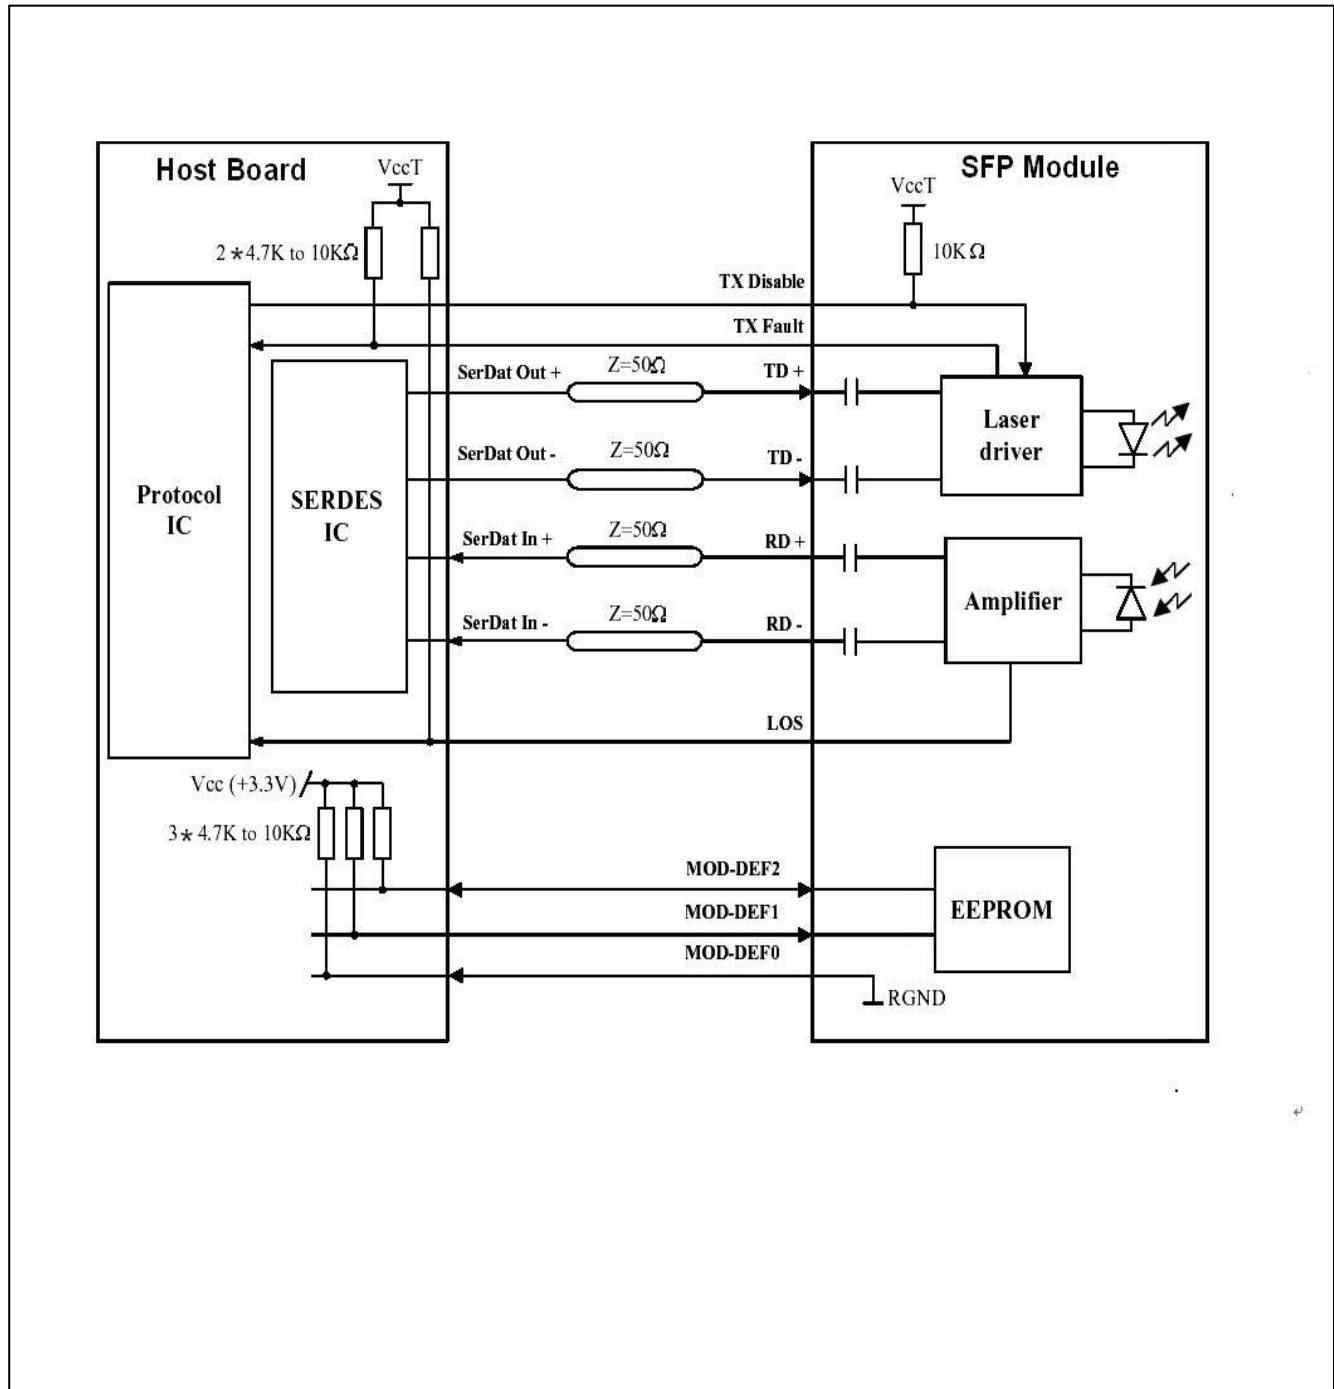 Host Board
VccT
2*4.7K to 10KΩ
SFP Module
VccT
10KΩ
TX Disable
TX Fault
SerDat Out +
Z=50Ω
TD +
SerDat Out -
Z=50Ω
TD -
SerDat In +
Z=50Ω
RD +
SerDat In -
Z=50Ω
RD -
Protocol
IC
SERDES
IC
Laser
driver
Amplifier
LOS
Vcc (+3.3V)
3* 4.7K to 10KΩ
MOD-DEF2
MOD-DEF1
MOD-DEF0
EEPROM
RGND